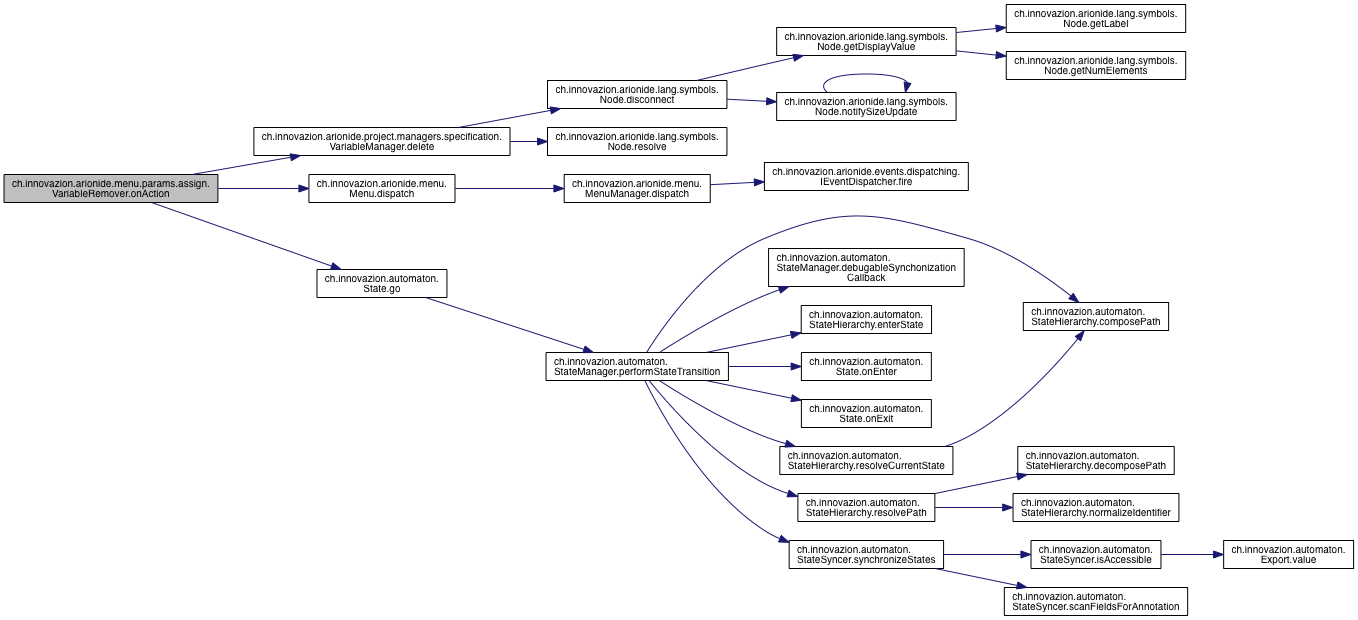 ch.innovazion.arionide.menu.params.assign.
VariableRemover.onAction
ch.innovazion.arionide.project.managers.specification.
VariableManager.delete
ch.innovazion.arionide.menu.
Menu.dispatch
ch.innovazion.automaton.
State.go
ch.innovazion.arionide.lang.symbols.
Node.disconnect
ch.innovazion.arionide.lang.symbols.
Node.resolve
ch.innovazion.arionide.menu.
MenuManager.dispatch
ch.innovazion.automaton.
StateManager.performStateTransition
ch.innovazion.arionide.lang.symbols.
Node.getDisplayValue
ch.innovazion.arionide.lang.symbols.
Node.notifySizeUpdate
ch.innovazion.arionide.events.dispatching.
IEventDispatcher.fire
ch.innovazion.automaton.
StateManager.debugableSynchonization
Callback
ch.innovazion.automaton.
StateHierarchy.enterState
ch.innovazion.automaton.
State.onEnter
ch.innovazion.automaton.
State.onExit
ch.innovazion.automaton.
StateHierarchy.resolveCurrentState
ch.innovazion.automaton.
StateHierarchy.resolvePath
ch.innovazion.automaton.
StateSyncer.synchronizeStates
ch.innovazion.arionide.lang.symbols.
Node.getLabel
ch.innovazion.arionide.lang.symbols.
Node.getNumElements
ch.innovazion.automaton.
StateHierarchy.composePath
ch.innovazion.automaton.
StateHierarchy.decomposePath
ch.innovazion.automaton.
StateHierarchy.normalizeIdentifier
ch.innovazion.automaton.
StateSyncer.isAccessible
ch.innovazion.automaton.
StateSyncer.scanFieldsForAnnotation
ch.innovazion.automaton.
Export.value